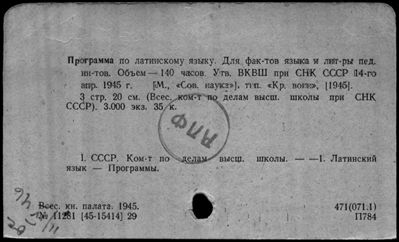 Программа по латинскому языку. Для фак-тов языка и лит-ры пед.
ин-тов. Объем — 140 часов. Утв. ВКВШ при СНК СССР 14-го
апр. 1945 г. [М., «Сов. наука»], тип. «Кр. воин», [1945].
3 стр. 20 см. (Всес. ком-т по делам высш. школы при СНК
СССР). 3.000 экз. 35 к.
АПФ
1. СССР. Ком-т по делам высш. школы. — —1. Латинский
язык — Программы.
Всес. кн. палата. 1945.
№ 11281 [45-15414] 29
471(071.1)
П784